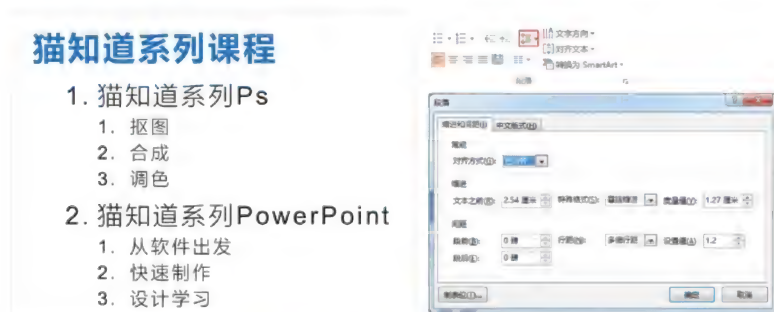 猫知道系列课程
1. 猫知道系列Ps
1. 抠图
2. 合成
3. 调色
2. 猫知道系列PowerPoint
1. 从软件出发
2. 快速制作
3. 设计学习
文本方向
对齐文本
转换为 SmartArt
段落
段落
缩进和间距(I) 中文版式(H)
常规
对齐方式(G):
缩进
文本之前(R): 2.54 厘米 特殊格式(S): 悬挂缩进 度量值(Y): 1.27 厘米
间距
段前(B): 0 磅 行距(N): 多倍行距 设置值(A) 1.2
段后(E): 0 磅
制表位(T)... 确定 取消